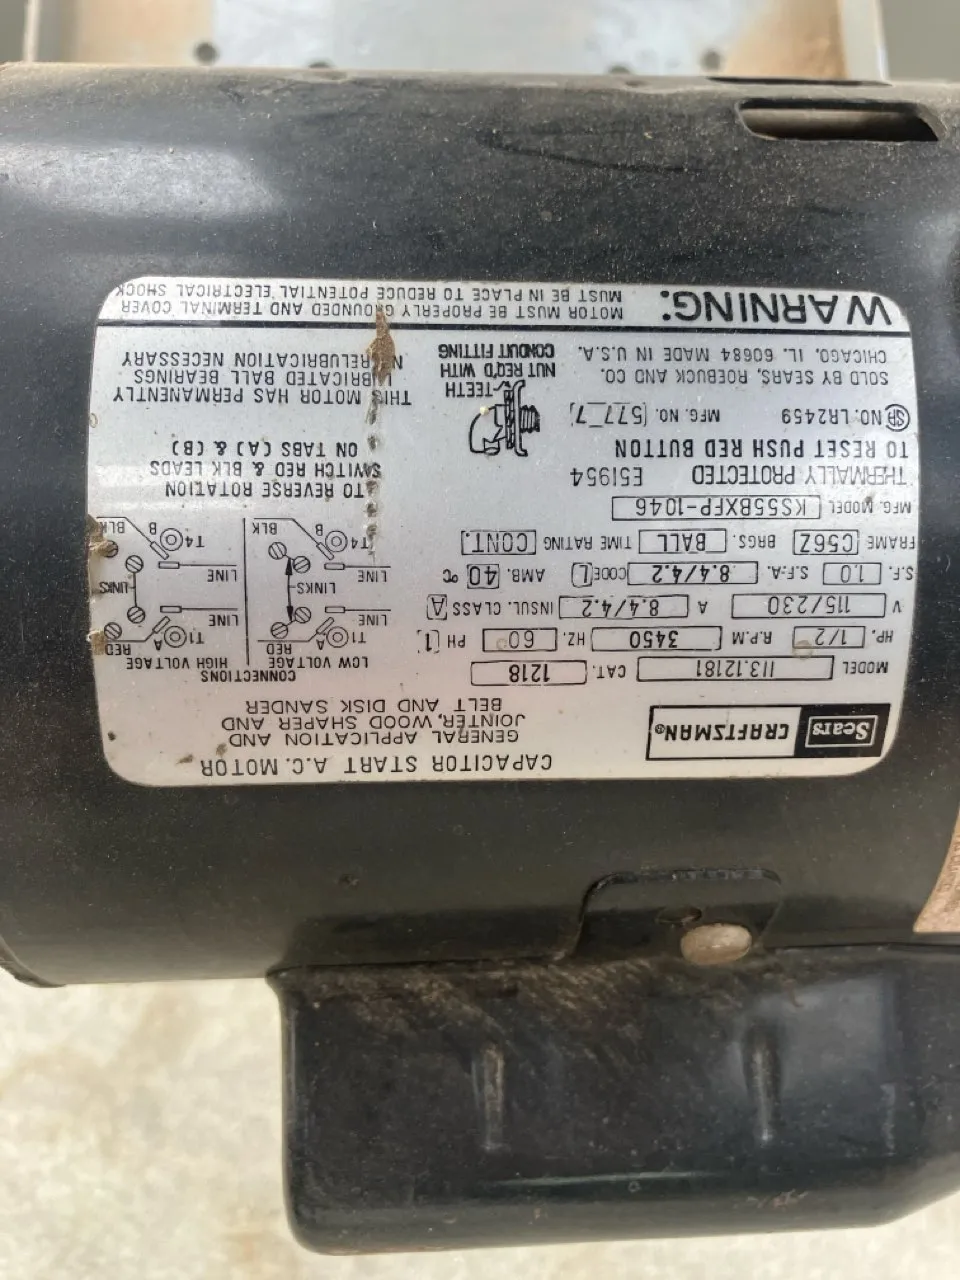 Sears
CRAFTSMAN®
CAPACITOR START A.C. MOTOR
GENERAL APPLICATION AND
JOINTER, WOOD SHAPER AND
BELT AND DISK SANDER
MODEL 113.12181 CAT. 1218
HP. 1/2 R.P.M 3450 HZ. 60 PH 1
V 115/230 A 8.4/4.2 INSUL. CLASS A
S.F. 1.0 S.F.A. 8.4/4.2 CODE L AMB. 40 °C
FRAME C56Z BRGS. BALL TIME RATING CONT.
MFG. MODEL KS55BXFP-1046
THERMALLY PROTECTED E51954
TO RESET PUSH RED BUTTON
SA NO. LR2459 MFG. NO. (577 7)
SOLD BY SEARS, ROEBUCK AND CO.
CHICAGO, IL. 60684 MADE IN U.S.A.
TEETH
NUT REQ'D WITH
CONDUIT FITTING
CONNECTIONS
LOW VOLTAGE
HIGH VOLTAGE
RED
T1
A
LINE
LINKS
LINE
T4
B
BLK
RED
T1
A
LINE
LINKS
LINE
T4
B
BLK
TO REVERSE ROTATION
SWITCH RED & BLK LEADS
ON TABS (A) & (B)
THIS MOTOR HAS PERMANENTLY
LUBRICATED BALL BEARINGS
NO RELUBRICATION NECESSARY
WARNING:
MOTOR MUST BE PROPERLY GROUNDED AND TERMINAL COVER
MUST BE IN PLACE TO REDUCE POTENTIAL ELECTRICAL SHOCK